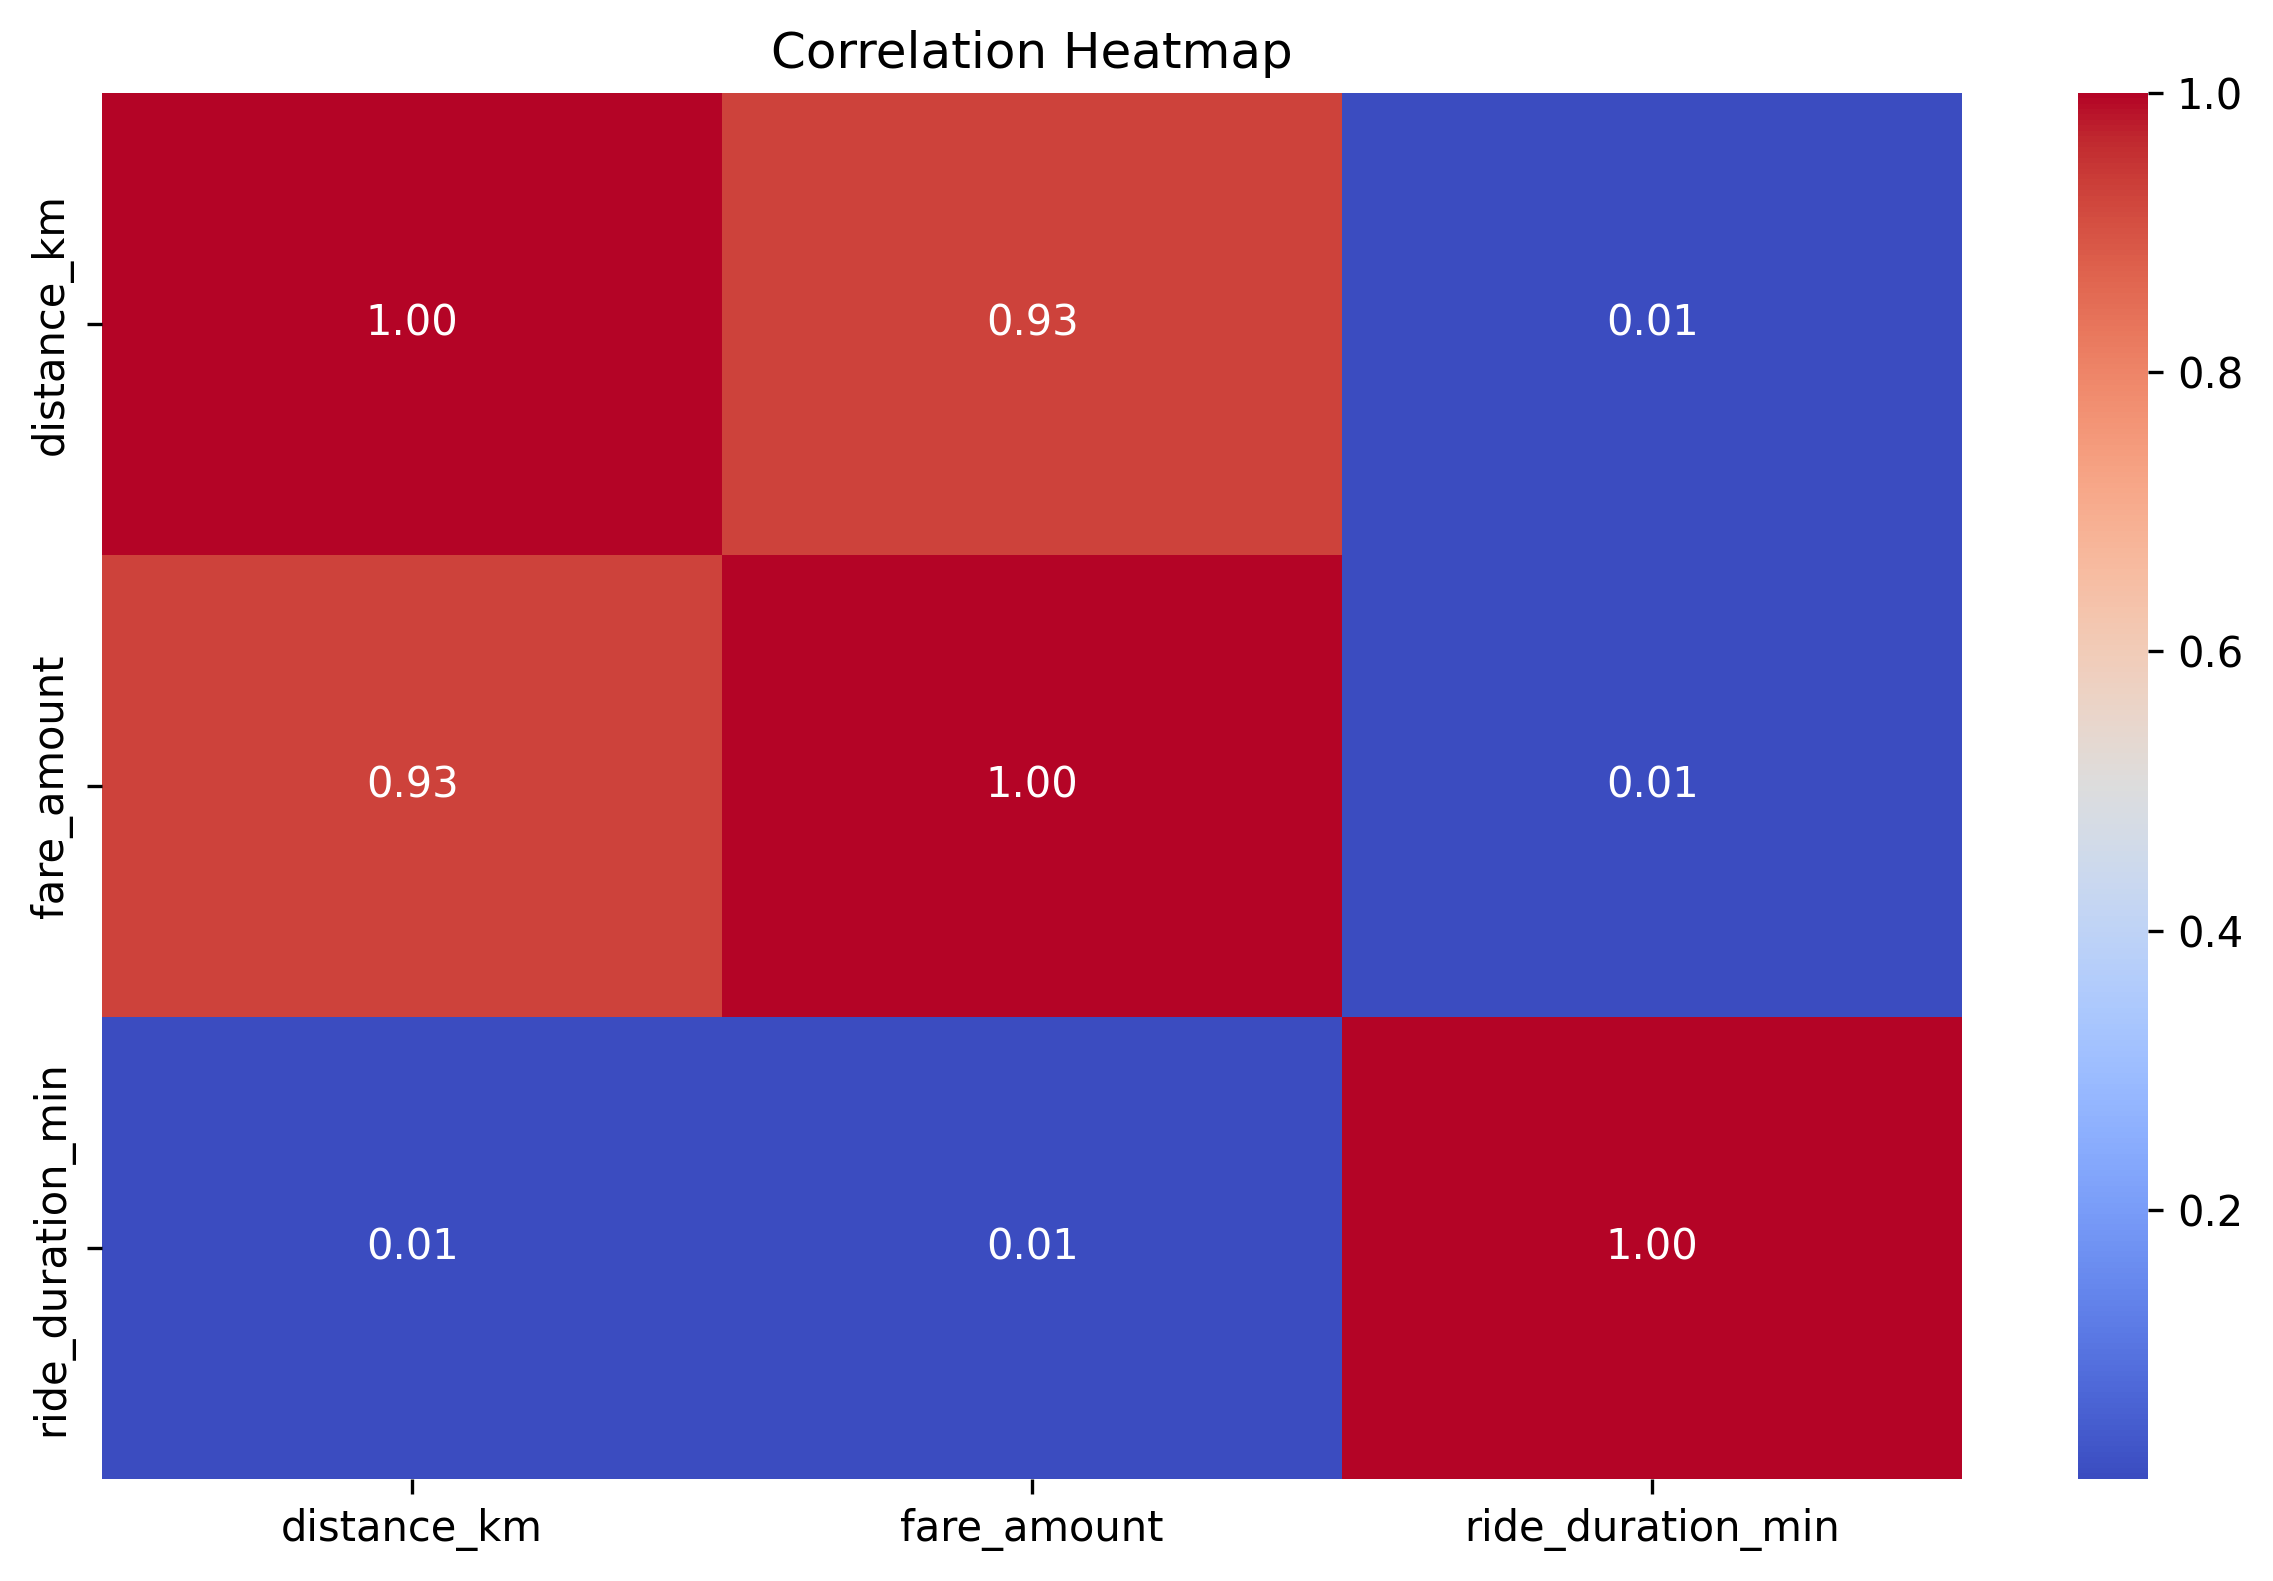 Correlation Heatmap
distance_km
1.00 0.93 0.01
fare_amount
0.93 1.00 0.01
ride_duration_min
0.01 0.01 1.00
distance_km fare_amount ride_duration_min
1.0
0.8
0.6
0.4
0.2